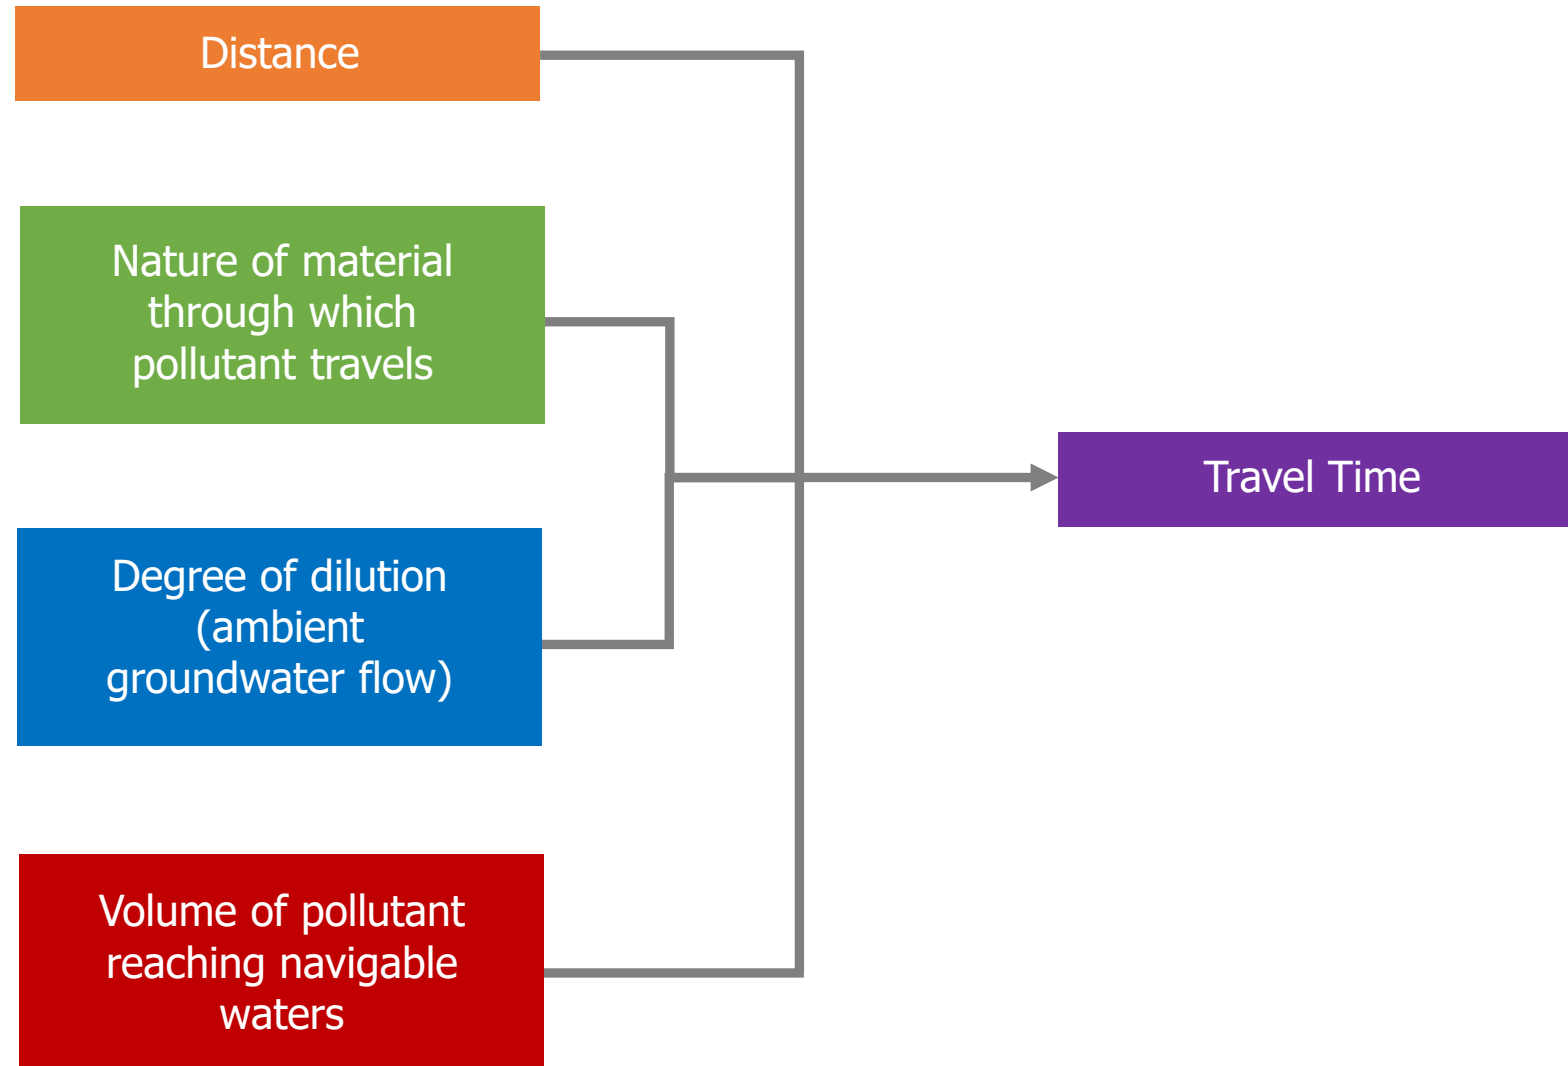 Distance
Nature of material
through which
pollutant travels
Travel Time
Degree of dilution
(ambient
groundwater flow)
Volume of pollutant
reaching navigable
waters